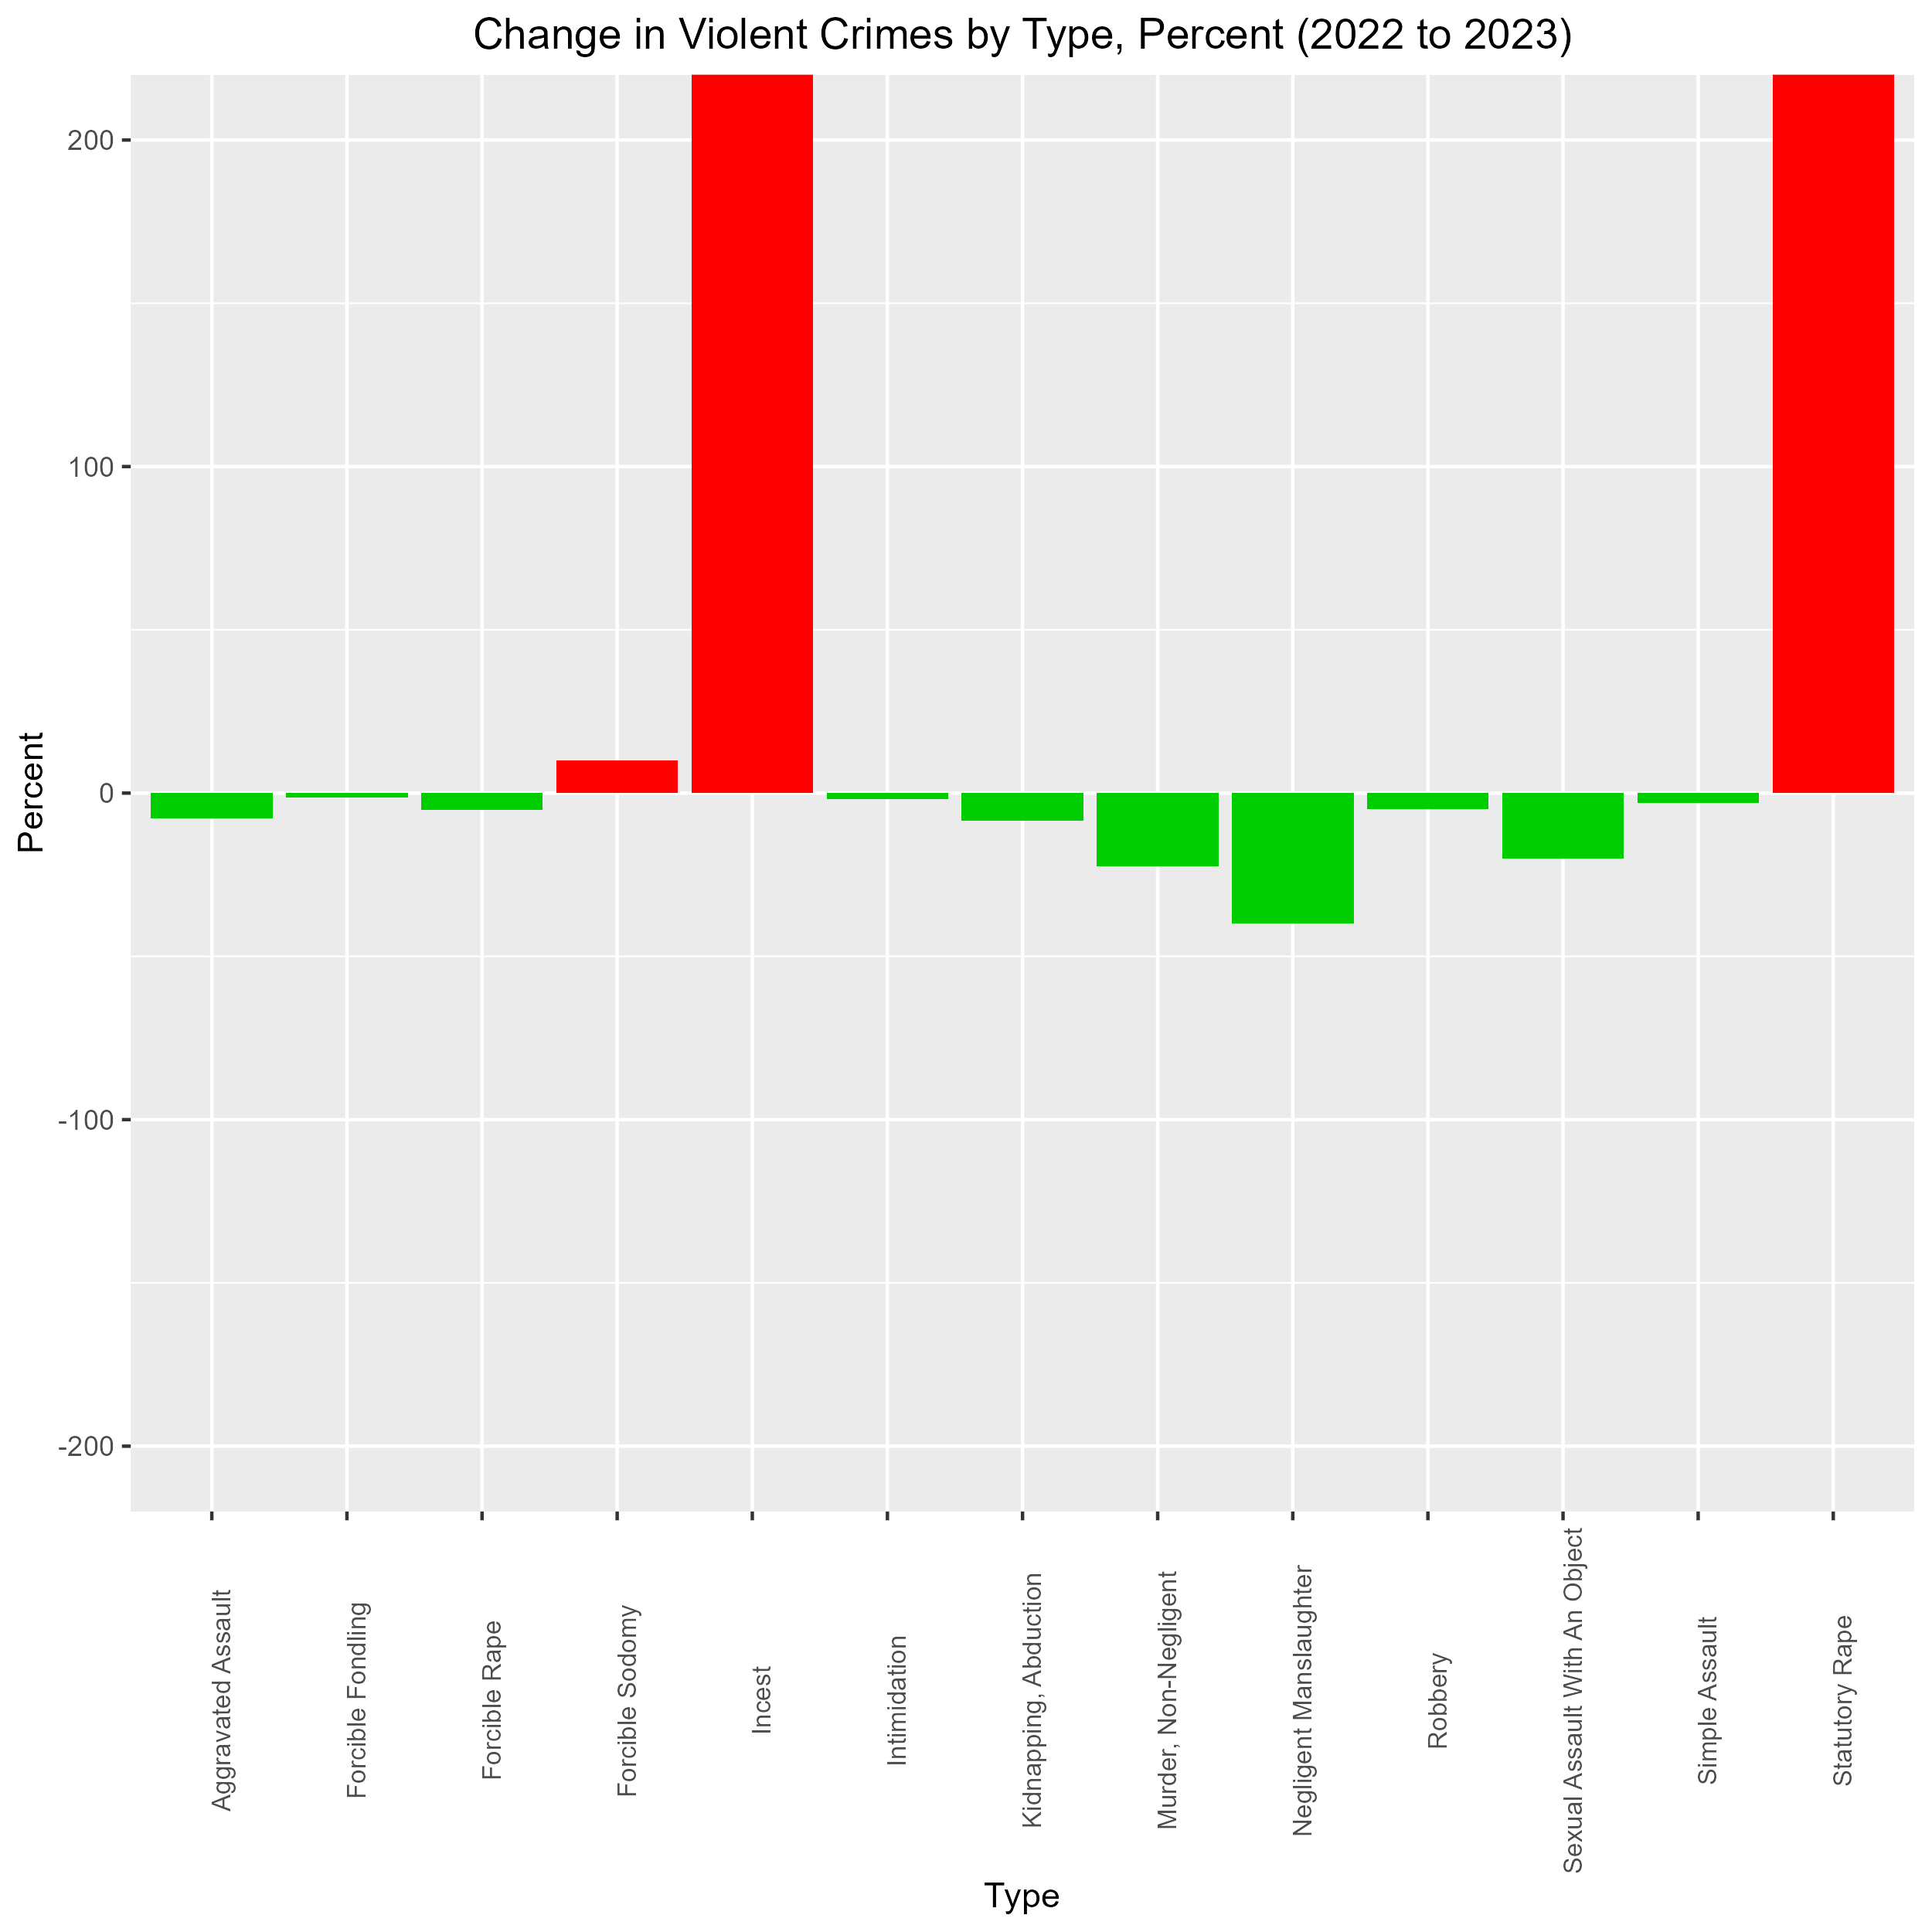 Change in Violent Crimes by Type, Percent (2022 to 2023)
Percent
200
100
0
-100
-200
Aggravated Assault
Forcible Fondling
Forcible Rape
Forcible Sodomy
Incest
Intimidation
Kidnapping, Abduction
Murder, Non-Negligent
Negligent Manslaughter
Robbery
Sexual Assault With An Object
Simple Assault
Statutory Rape
Type